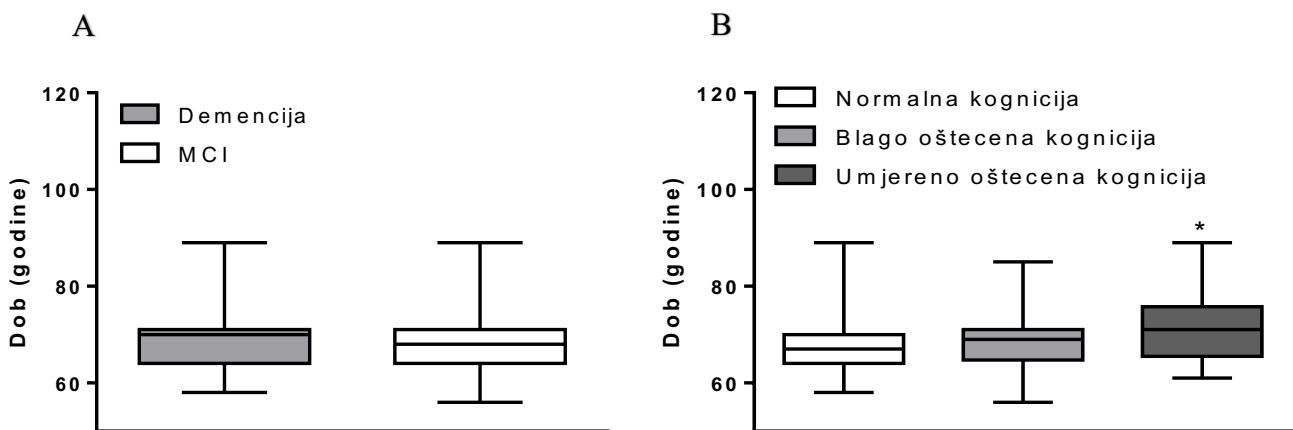 A
Dob (godine)
120
100
80
60
Demencija
MCI
B
Dob (godine)
120
100
80
60
Normalna kognicija
Blago oštecena kognicija
Umjereno oštecena kognicija
*